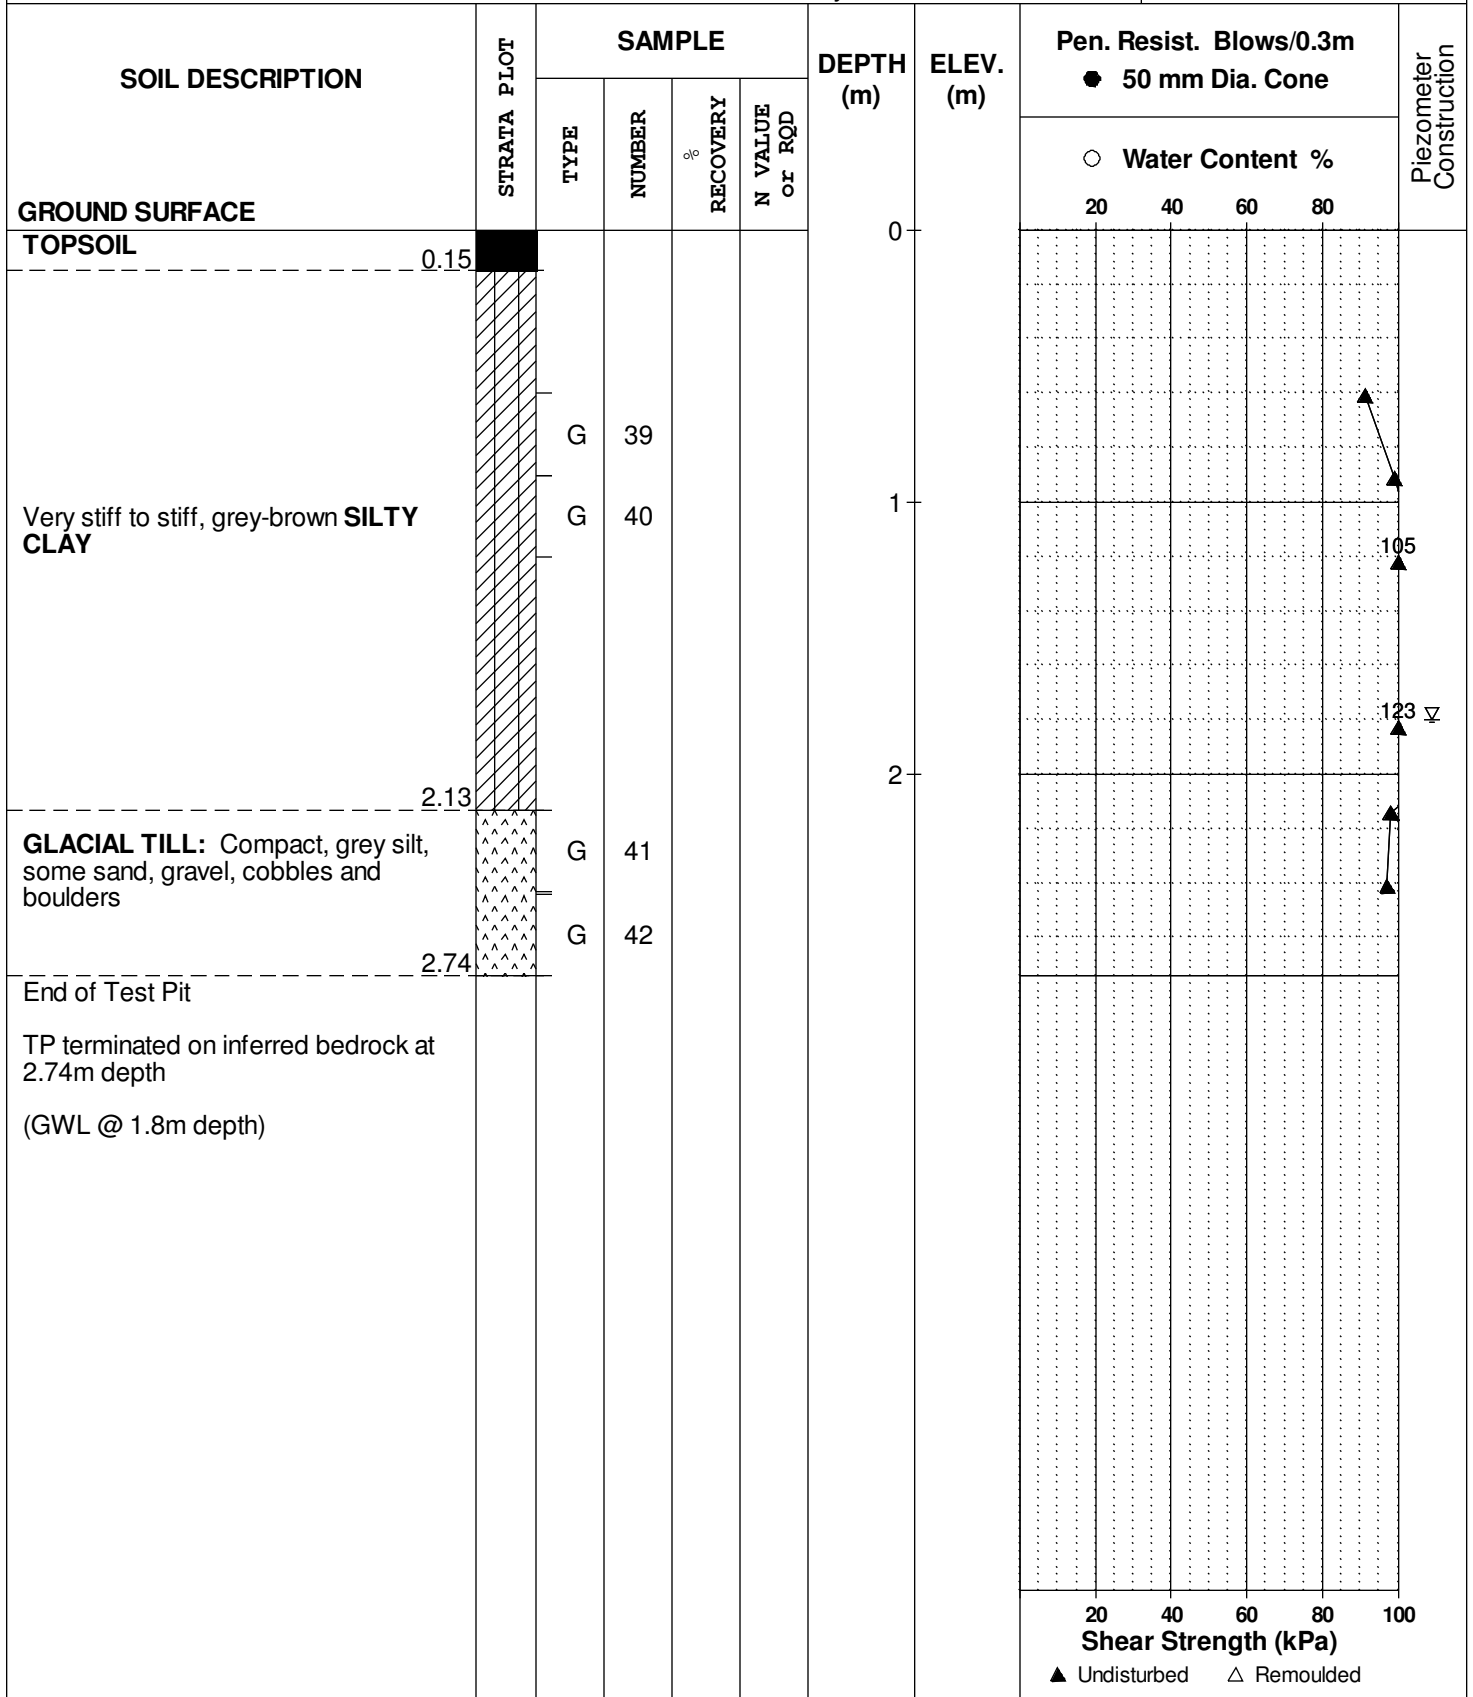 SOIL DESCRIPTION
GROUND SURFACE
STRATA PLOT
SAMPLE
TYPE
NUMBER
%
RECOVERY
N VALUE
or RQD
DEPTH
(m)
ELEV.
(m)
Pen. Resist. Blows/0.3m
● 50 mm Dia. Cone
○ Water Content %
20 40 60 80
Piezometer
Construction
TOPSOIL
0.15
0
G 39
Very stiff to stiff, grey-brown SILTY
CLAY
G 40
1
105
123
2
2.13
GLACIAL TILL: Compact, grey silt,
some sand, gravel, cobbles and
boulders
G 41
G 42
2.74
End of Test Pit
TP terminated on inferred bedrock at
2.74m depth
(GWL @ 1.8m depth)
20 40 60 80 100
Shear Strength (kPa)
▲ Undisturbed △ Remoulded